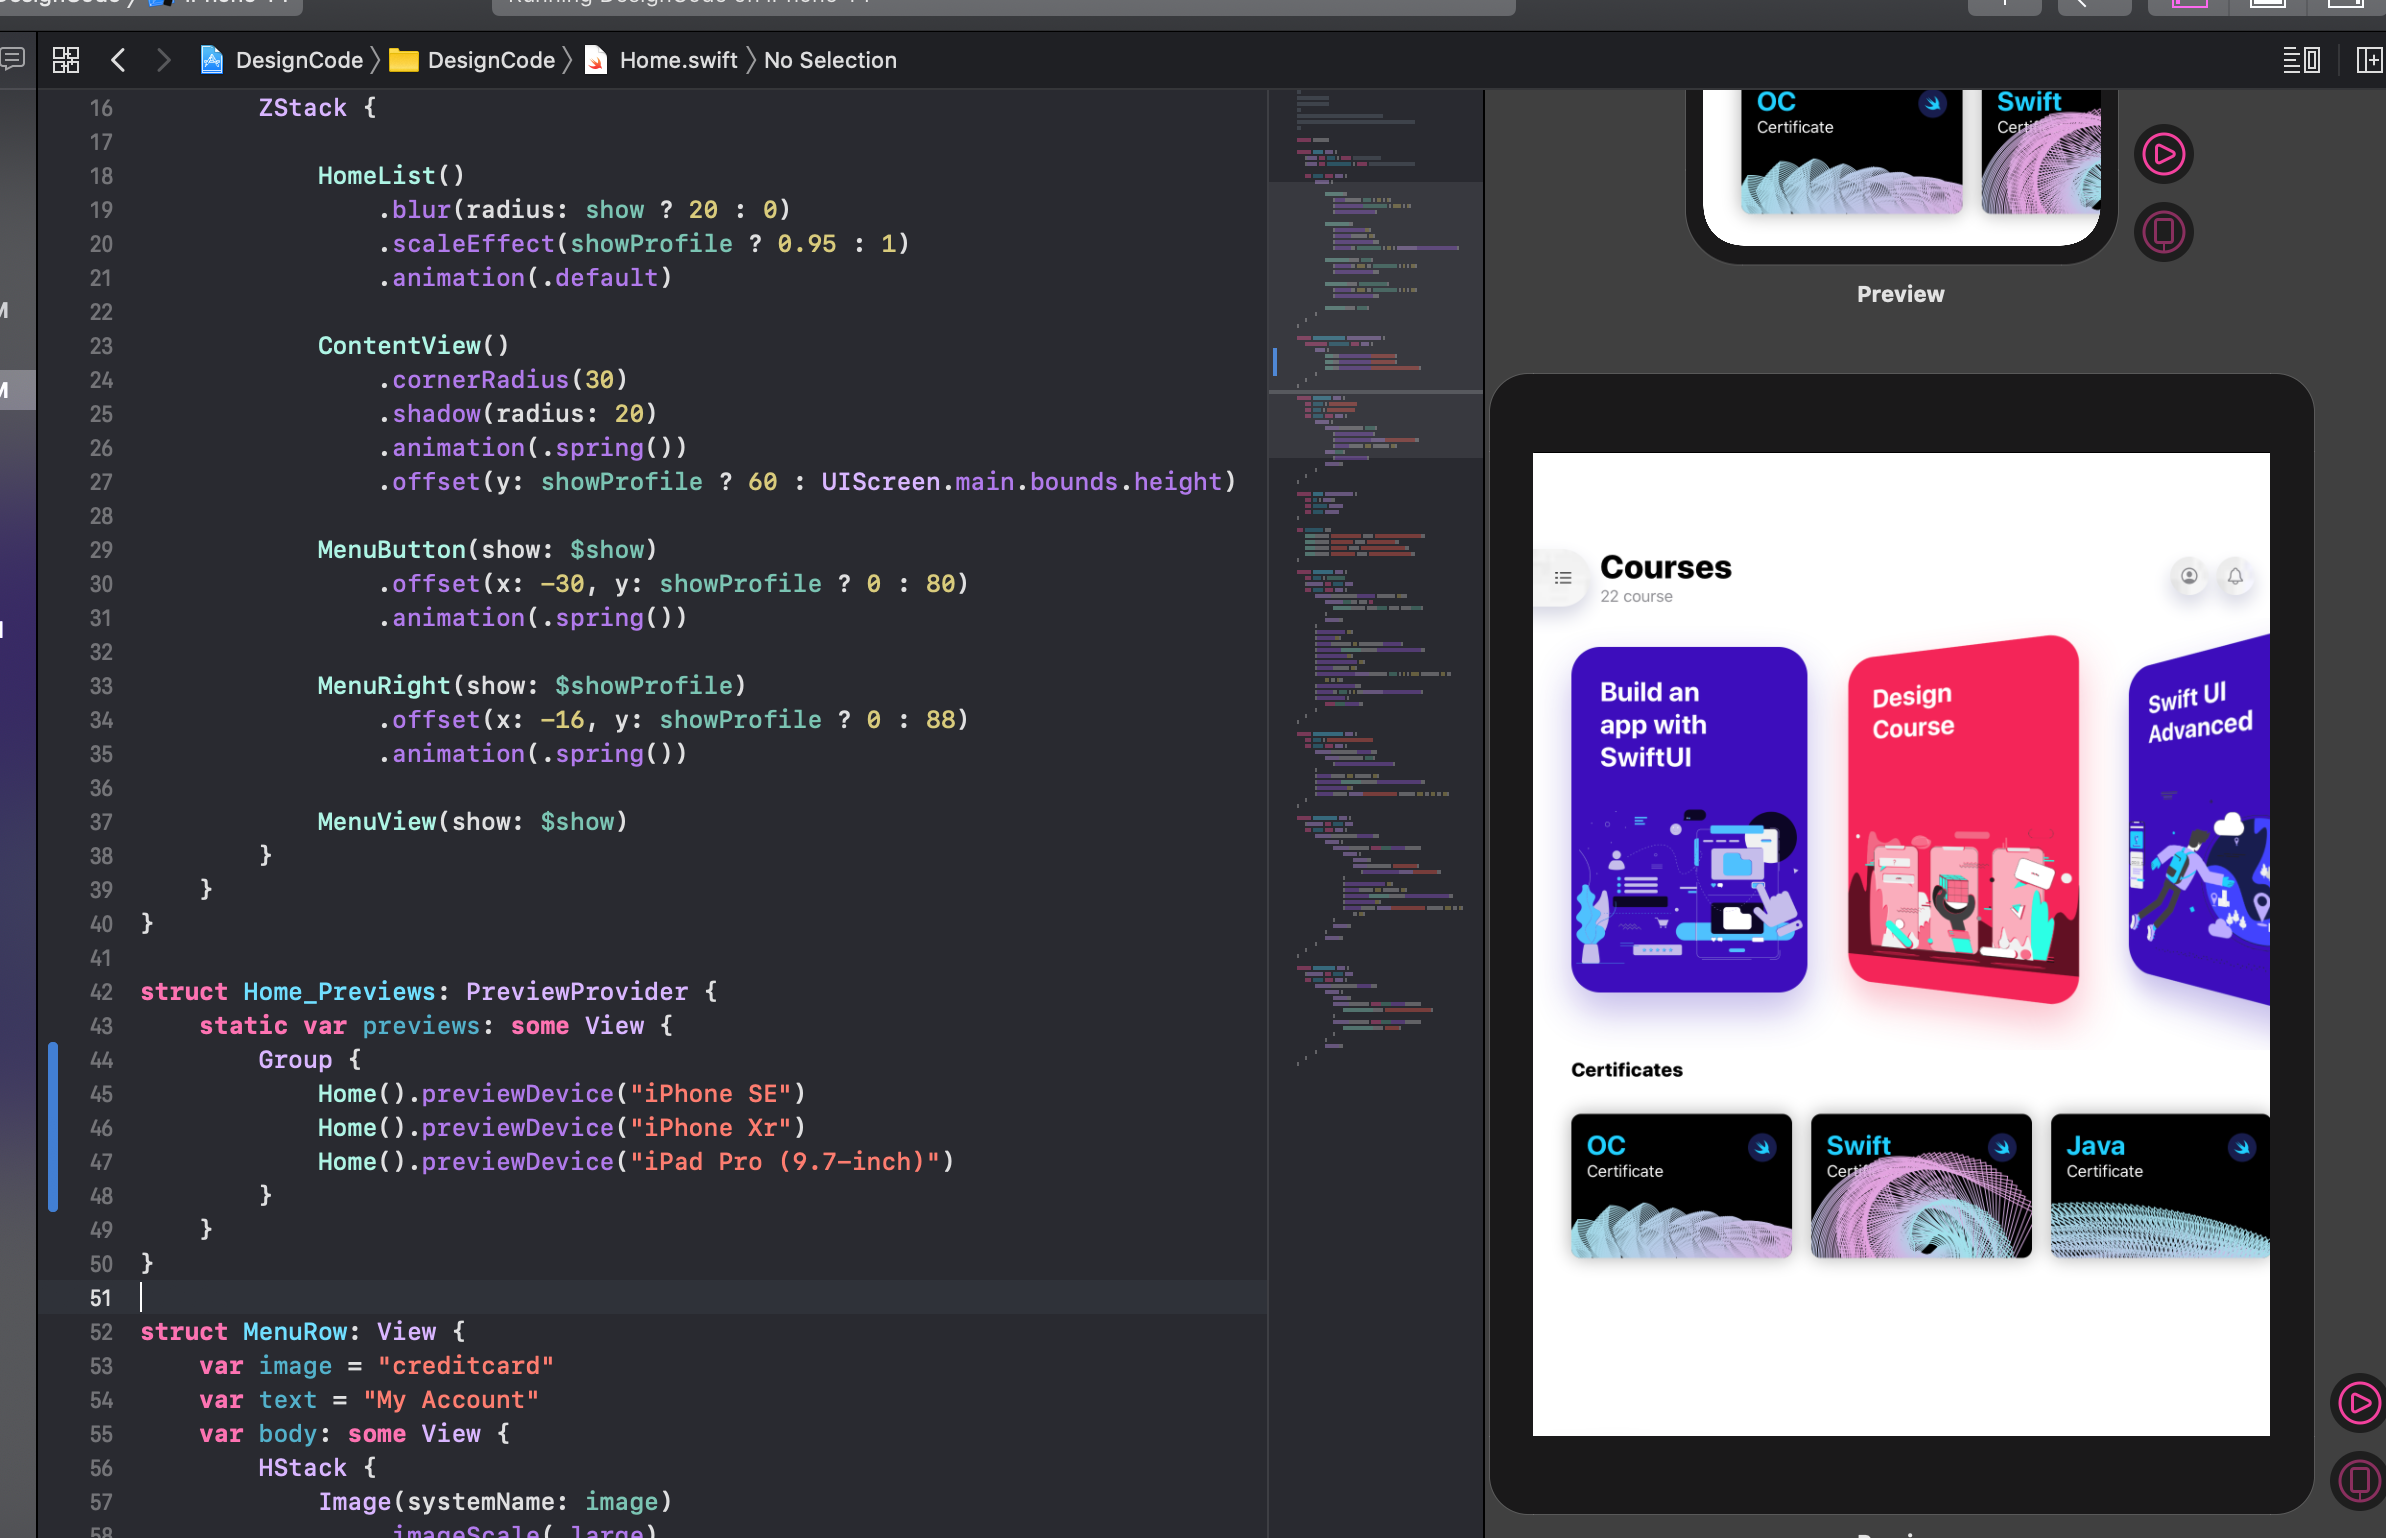 DesignCode
DesignCode
Home.swift
No Selection
16 ZStack {
17
18 HomeList()
19 .blur(radius: show ? 20 : 0)
20 .scaleEffect(showProfile ? 0.95 : 1)
21 .animation(.default)
22
23 ContentView()
24 .cornerRadius(30)
25 .shadow(radius: 20)
26 .animation(.spring())
27 .offset(y: showProfile ? 60 : UIScreen.main.bounds.height)
28
29 MenuButton(show: $show)
30 .offset(x: -30, y: showProfile ? 0 : 80)
31 .animation(.spring())
32
33 MenuRight(show: $showProfile)
34 .offset(x: -16, y: showProfile ? 0 : 88)
35 .animation(.spring())
36
37 MenuView(show: $show)
38 }
39 }
40 }
41
42 struct Home_Previews: PreviewProvider {
43 static var previews: some View {
44 Group {
45 Home().previewDevice("iPhone SE")
46 Home().previewDevice("iPhone Xr")
47 Home().previewDevice("iPad Pro (9.7-inch)")
48 }
49 }
50 }
51
52 struct MenuRow: View {
53 var image = "creditcard"
54 var text = "My Account"
55 var body: some View {
56 HStack {
57 Image(systemName: image)
58 .imageScale(.large)
OC
Certificate
Swift
Preview
Courses
22 course
Build an
app with
SwiftUI
Design
Course
Swift UI
Advanced
Certificates
OC
Certificate
Swift
Java
Certificate